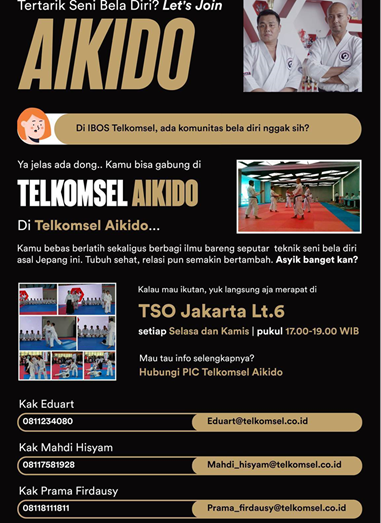 Tertarik Seni Bela Diri? Let's Join
AIKIDO
Di IBOS Telkomsel, ada komunitas bela diri nggak sih?
Ya jelas ada dong.. Kamu bisa gabung di
TELKOMSEL AIKIDO
Di Telkomsel Aikido...
Kamu bebas berlatih sekaligus berbagi ilmu bareng seputar teknik seni bela diri
asal Jepang ini. Tubuh sehat, relasi pun semakin bertambah. Asyik banget kan?
Kalau mau ikutan, yuk langsung aja merapat di
TSO Jakarta Lt.6
setiap Selasa dan Kamis | pukul 17.00-19.00 WIB
Mau tau info selengkapnya?
Hubungi PIC Telkomsel Aikido
Kak Eduart
0811234080 Eduart@telkomsel.co.id
Kak Mahdi Hisyam
08117581928 Mahdi_hisyam@telkomsel.co.id
Kak Prama Firdausy
08118111811 Prama_firdausy@telkomsel.co.id